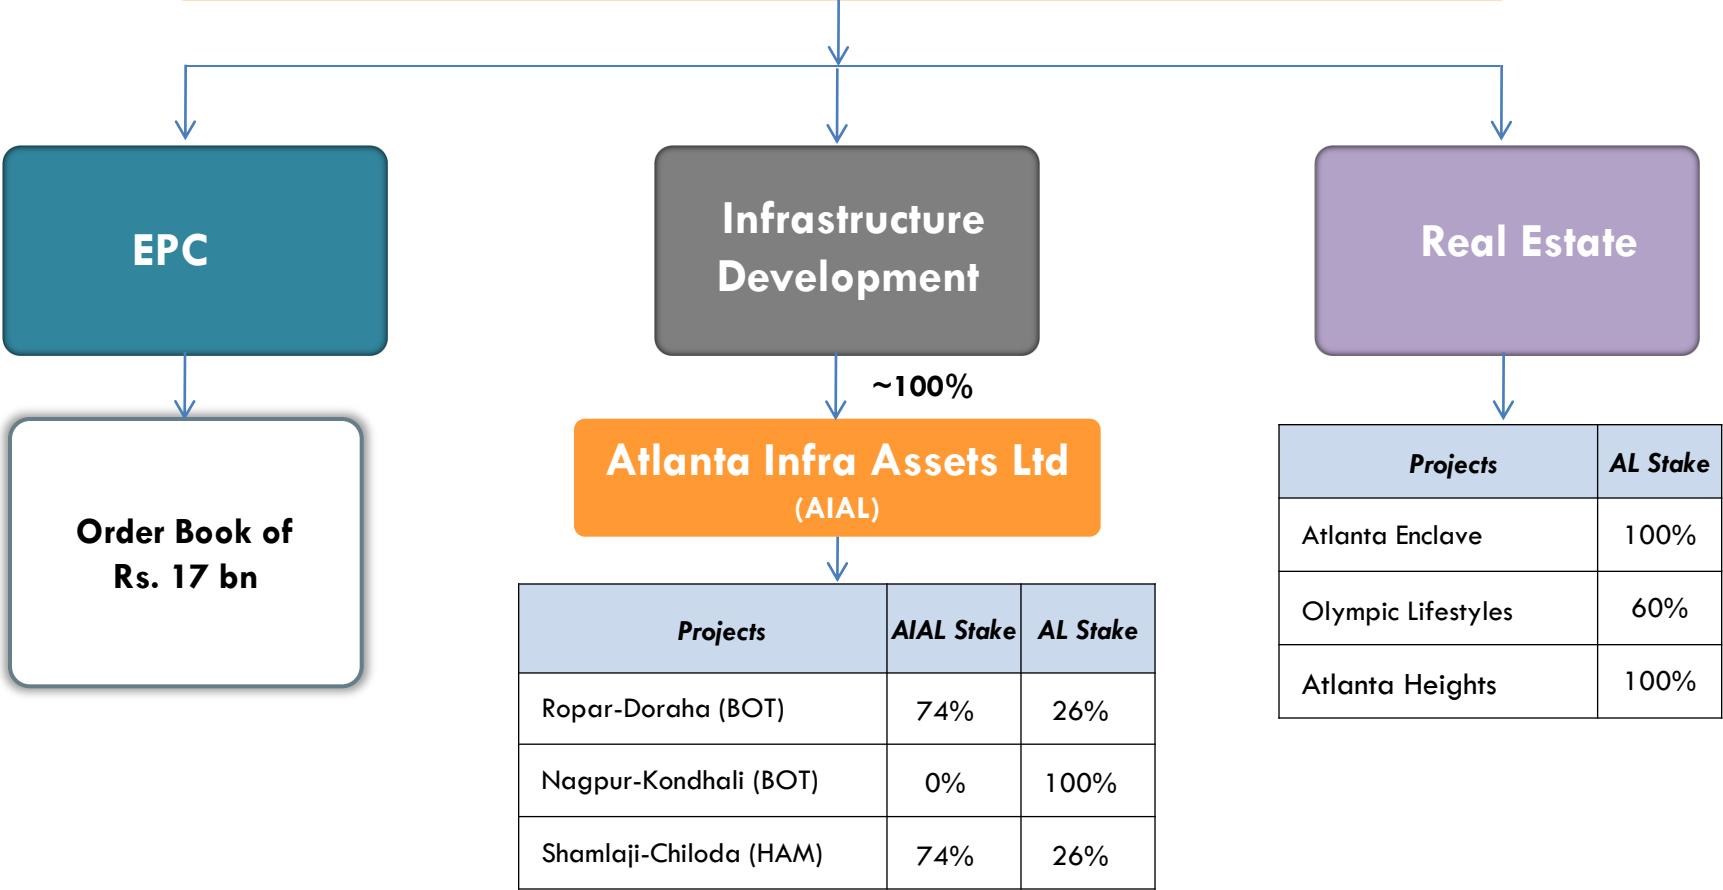 EPC
Infrastructure
Development
Real Estate
~100%
Order Book of
Rs. 17 bn
Atlanta Infra Assets Ltd
(AIAL)
Projects AIAL Stake AL Stake
Ropar-Doraha (BOT) 74% 26%
Nagpur-Kondhali (BOT) 0% 100%
Shamlaji-Chiloda (HAM) 74% 26%
Projects AL Stake
Atlanta Enclave 100%
Olympic Lifestyles 60%
Atlanta Heights 100%